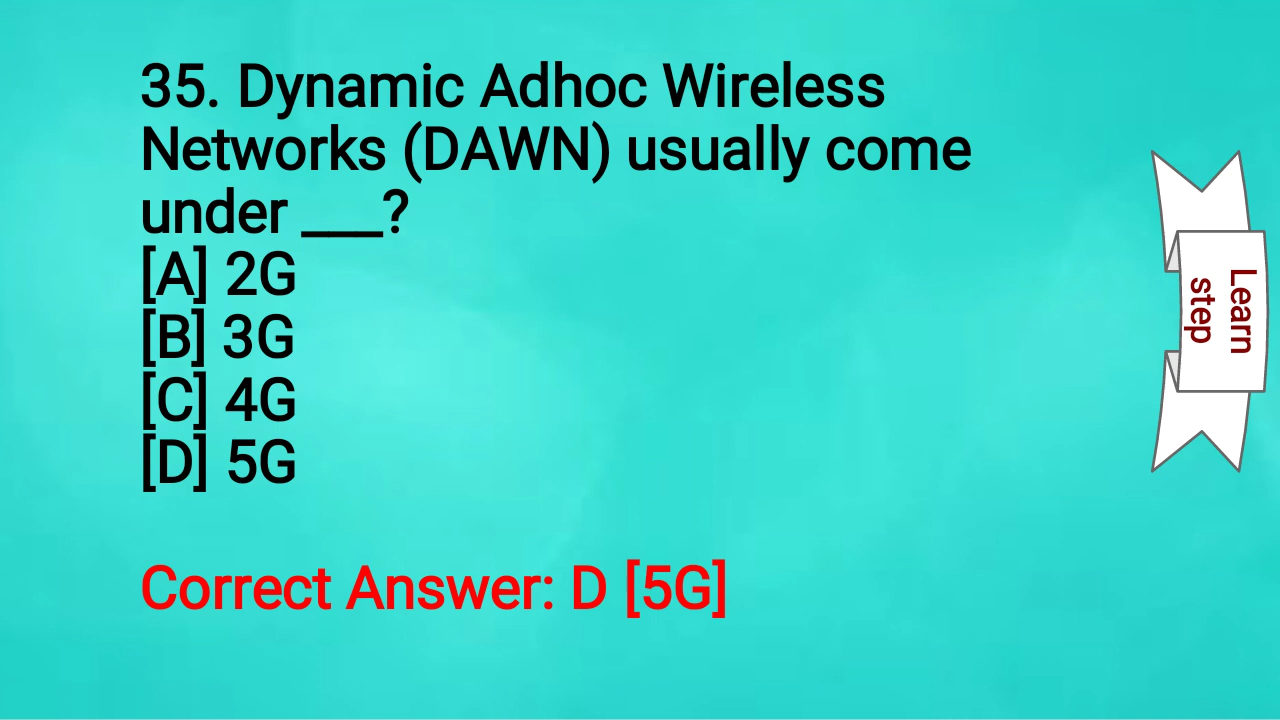 35. Dynamic Adhoc Wireless
Networks (DAWN) usually come
under ___?
[A] 2G
[B] 3G
[C] 4G
[D] 5G
Correct Answer: D [5G]
Learn
step